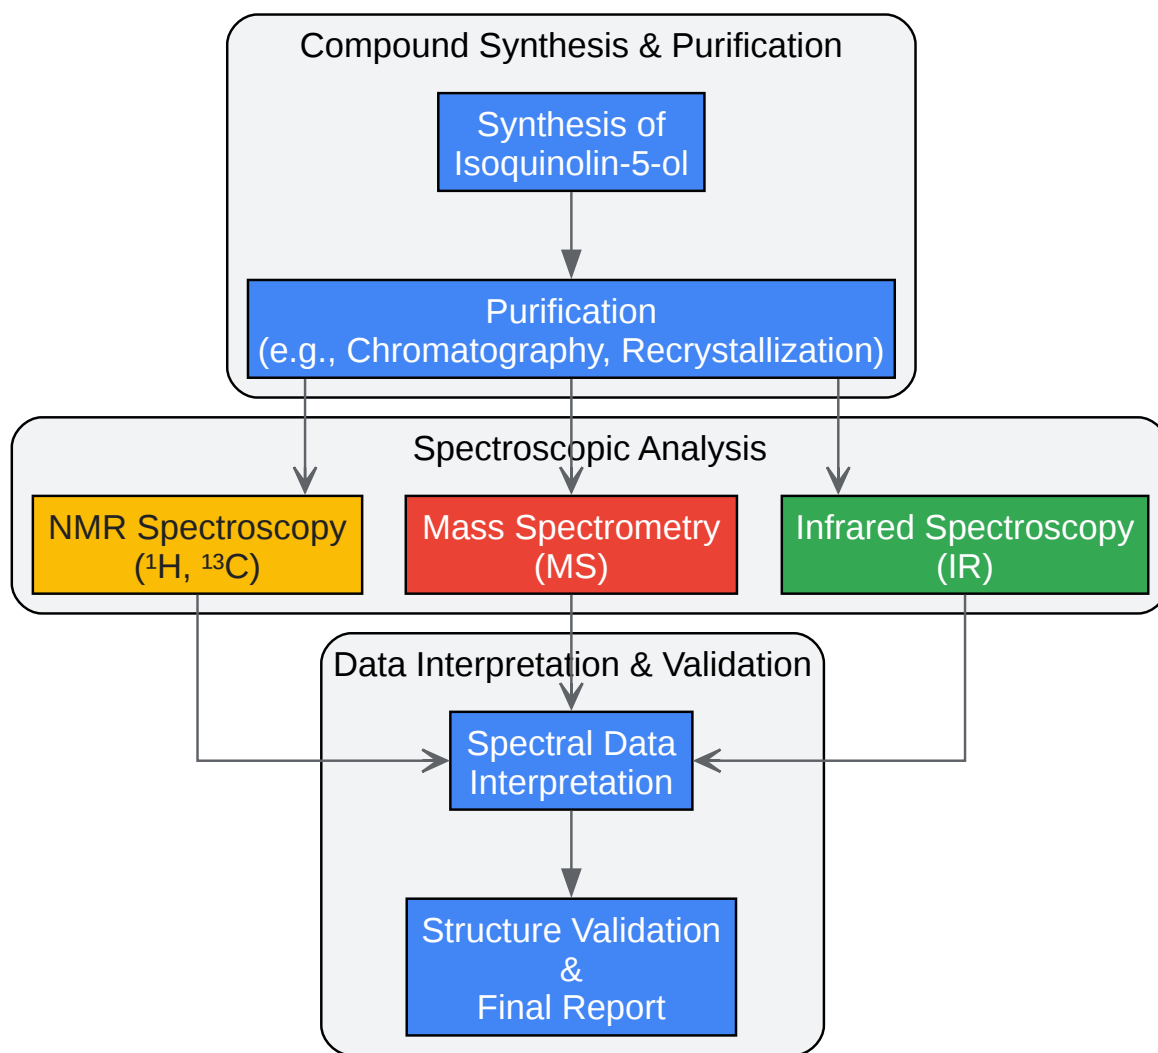 Compound Synthesis & Purification
Synthesis of
Isoquinolin-5-ol
Purification
(e.g., Chromatography, Recrystallization)
Spectroscopic Analysis
NMR Spectroscopy
(¹H, ¹³C)
Mass Spectrometry
(MS)
Infrared Spectroscopy
(IR)
Data Interpretation & Validation
Spectral Data
Interpretation
Structure Validation
&
Final Report